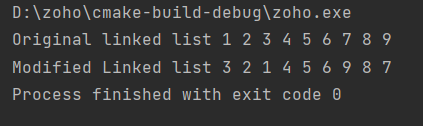 D:\zoho\cmake-build-debug\zoho.exe
Original linked list 1 2 3 4 5 6 7 8 9
Modified Linked list 3 2 1 4 5 6 9 8 7
Process finished with exit code 0